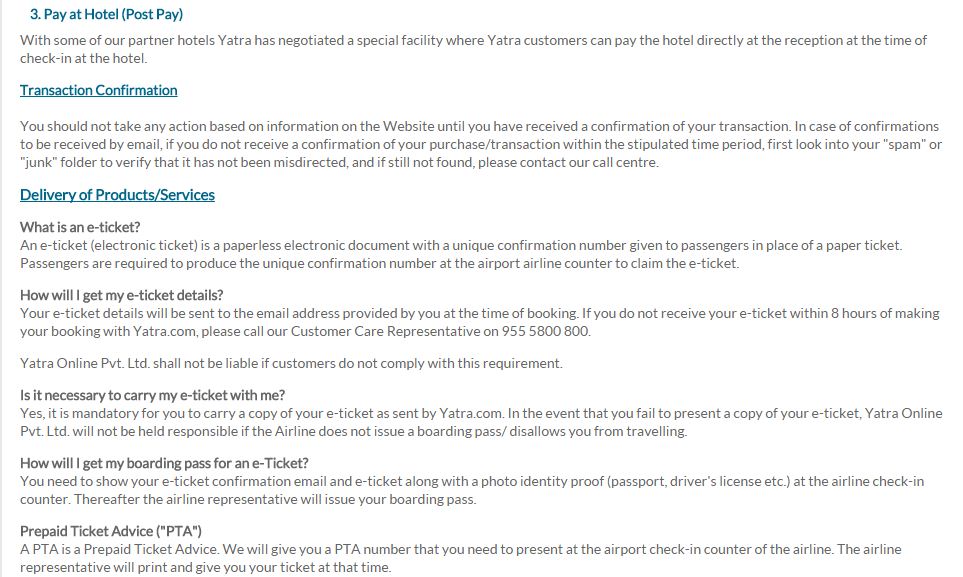 3. Pay at Hotel (Post Pay)
With some of our partner hotels Yatra has negotiated a special facility where Yatra customers can pay the hotel directly at the reception at the time of
check-in at the hotel.
Transaction Confirmation
You should not take any action based on information on the Website until you have received a confirmation of your transaction. In case of confirmations
to be received by email, if you do not receive a confirmation of your purchase/transaction within the stipulated time period, first look into your "spam" or
"junk" folder to verify that it has not been misdirected, and if still not found, please contact our call centre.
Delivery of Products/Services
What is an e-ticket?
An e-ticket (electronic ticket) is a paperless electronic document with a unique confirmation number given to passengers in place of a paper ticket.
Passengers are required to produce the unique confirmation number at the airport airline counter to claim the e-ticket.
How will I get my e-ticket details?
Your e-ticket details will be sent to the email address provided by you at the time of booking. If you do not receive your e-ticket within 8 hours of making
your booking with Yatra.com, please call our Customer Care Representative on 955 5800 800.
Yatra Online Pvt. Ltd. shall not be liable if customers do not comply with this requirement.
Is it necessary to carry my e-ticket with me?
Yes, it is mandatory for you to carry a copy of your e-ticket as sent by Yatra.com. In the event that you fail to present a copy of your e-ticket, Yatra Online
Pvt. Ltd. will not be held responsible if the Airline does not issue a boarding pass/ disallows you from travelling.
How will I get my boarding pass for an e-Ticket?
You need to show your e-ticket confirmation email and e-ticket along with a photo identity proof (passport, driver's license etc.) at the airline check-in
counter. Thereafter the airline representative will issue your boarding pass.
Prepaid Ticket Advice ("PTA")
A PTA is a Prepaid Ticket Advice. We will give you a PTA number that you need to present at the airport check-in counter of the airline. The airline
representative will print and give you your ticket at that time.